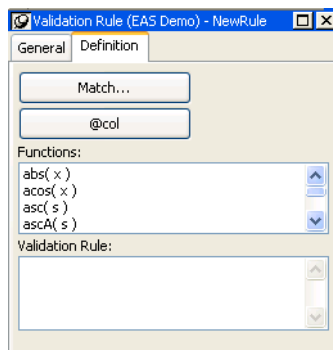 Validation Rule (EAS Demo) - NewRule
General Definition
Match...
@col
Functions:
abs( x )
acos( x )
asc( s )
ascA( s )
Validation Rule: